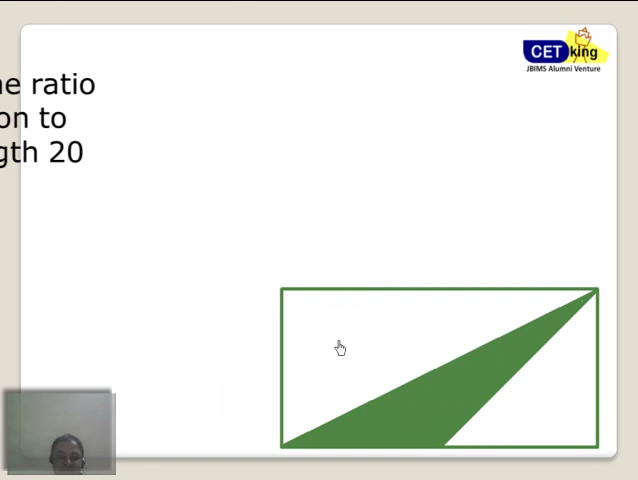 CET king
JBIMS Alumni Venture
e ratio
on to
gth 20